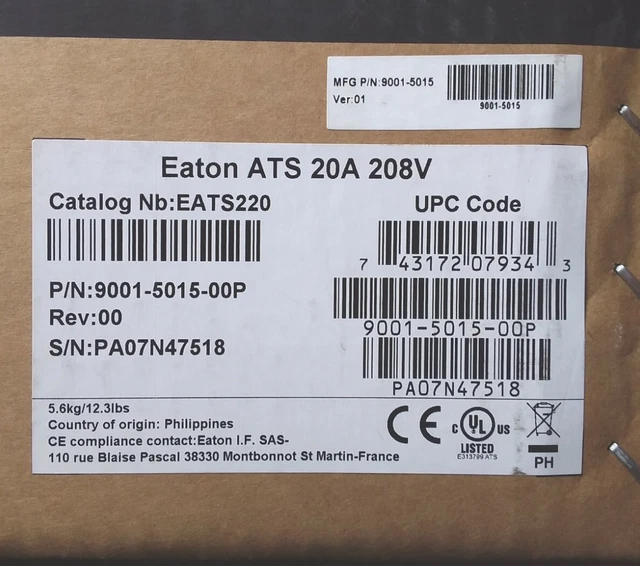 MFG P/N:9001-5015
Ver:01
9001-5015
Eaton ATS 20A 208V
Catalog Nb:EATS220
UPC Code
7 43172 07934 3
P/N:9001-5015-00P
9001-5015-00P
Rev:00
S/N:PA07N47518
PA07N47518
5.6kg/12.3lbs
Country of origin: Philippines
CE compliance contact:Eaton I.F. SAS-
110 rue Blaise Pascal 38330 Montbonnot St Martin-France
CE
c UL US
LISTED
E313799 ATS
PH